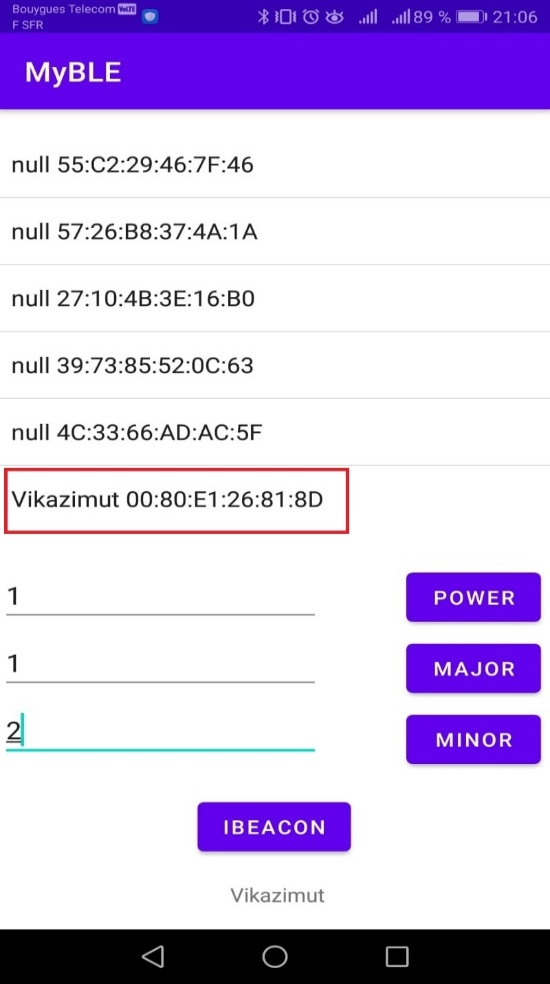 Bouygues Telecom VoLTE
F SFR
89 % 21:06
MyBLE
null 55:C2:29:46:7F:46
null 57:26:B8:37:4A:1A
null 27:10:4B:3E:16:B0
null 39:73:85:52:0C:63
null 4C:33:66:AD:AC:5F
Vikazimut 00:80:E1:26:81:8D
1 POWER
1 MAJOR
2 MINOR
IBEACON
Vikazimut